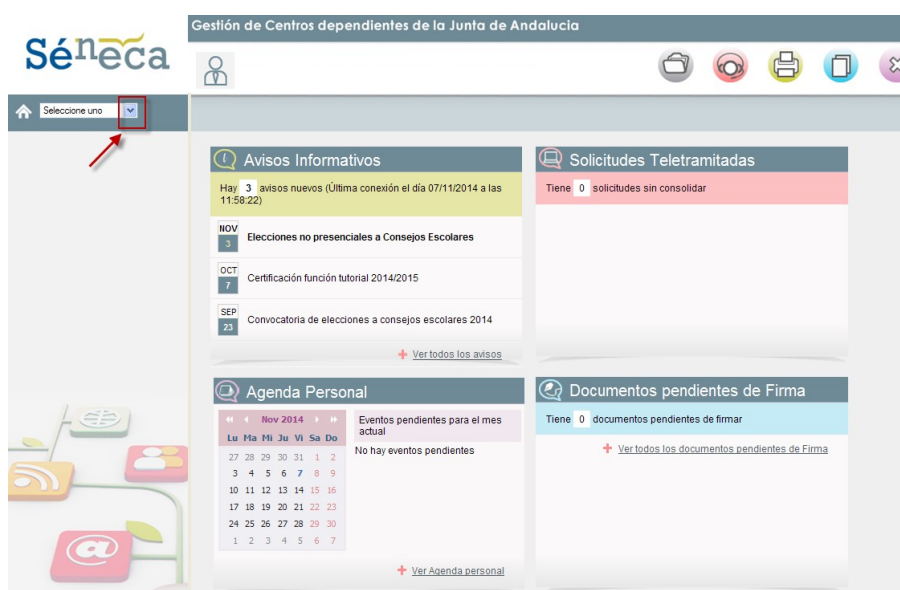 Gestión de Centros dependientes de la Junta de Andalucia
Séneca
Seleccione uno
Avisos Informativos
Hay 3 avisos nuevos (Última conexión el día 07/11/2014 a las
11:58:22)
NOV
3
Elecciones no presenciales a Consejos Escolares
OCT
7
Certificación función tutorial 2014/2015
SEP
23
Convocatoria de elecciones a consejos escolares 2014
Ver todos los avisos
Solicitudes Teletramitadas
Tiene 0 solicitudes sin consolidar
Agenda Personal
Nov 2014
Lu Ma Mi Ju Vi Sa Do
27 28 29 30 31 1 2
3 4 5 6 7 8 9
10 11 12 13 14 15 16
17 18 19 20 21 22 23
24 25 26 27 28 29 30
1 2 3 4 5 6 7
Eventos pendientes para el mes
actual
No hay eventos pendientes
Ver Agenda personal
Documentos pendientes de Firma
Tiene 0 documentos pendientes de firmar
Ver todos los documentos pendientes de Firma